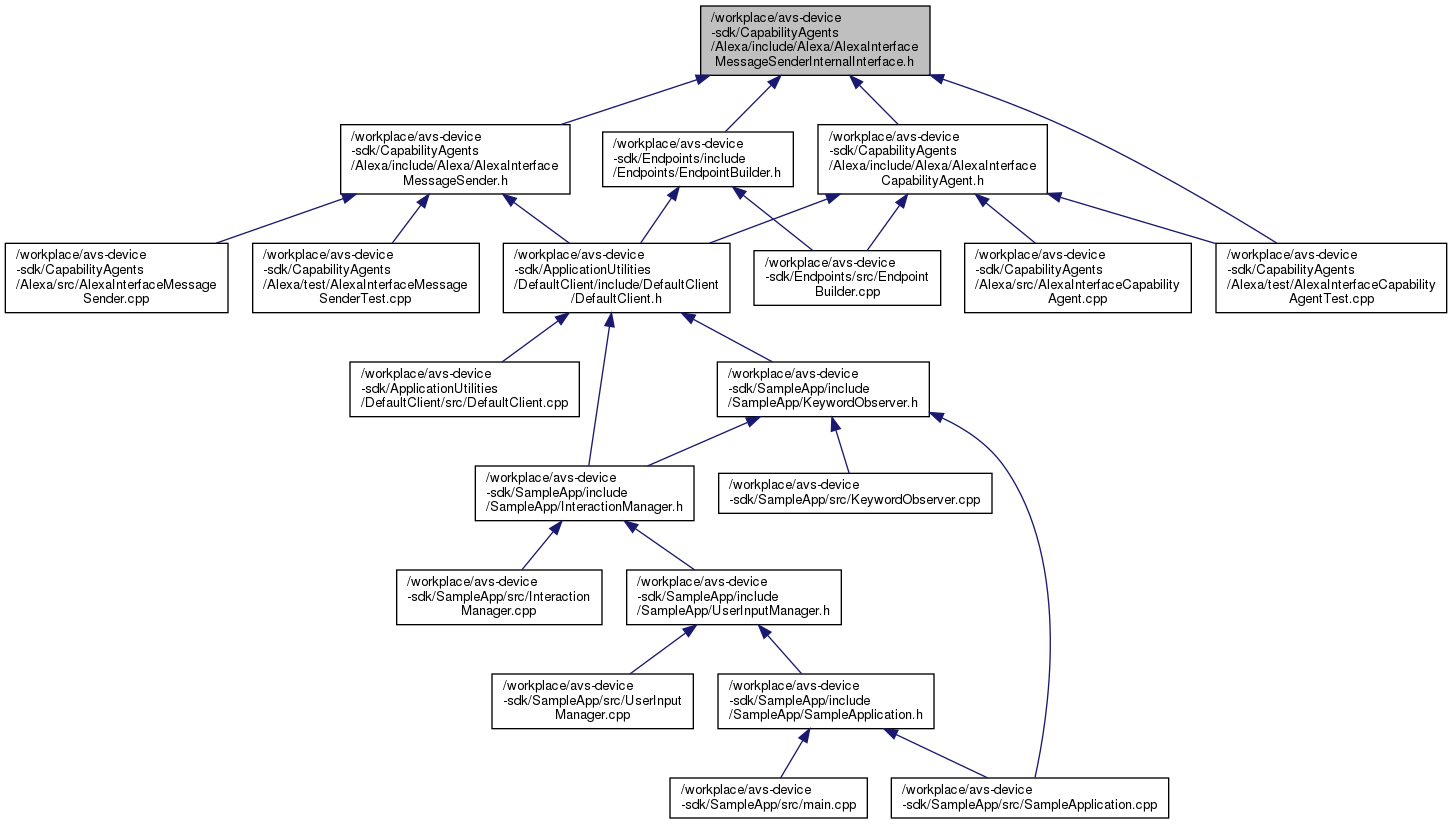 /workplace/avs-device
-sdk/CapabilityAgents
/Alexa/include/Alexa/AlexaInterface
MessageSenderInternalInterface.h
/workplace/avs-device
-sdk/CapabilityAgents
/Alexa/include/Alexa/AlexaInterface
MessageSender.h
/workplace/avs-device
-sdk/Endpoints/include
/Endpoints/EndpointBuilder.h
/workplace/avs-device
-sdk/CapabilityAgents
/Alexa/include/Alexa/AlexaInterface
CapabilityAgent.h
/workplace/avs-device
-sdk/CapabilityAgents
/Alexa/src/AlexaInterfaceMessage
Sender.cpp
/workplace/avs-device
-sdk/CapabilityAgents
/Alexa/test/AlexaInterfaceMessage
SenderTest.cpp
/workplace/avs-device
-sdk/ApplicationUtilities
/DefaultClient/include/DefaultClient
/DefaultClient.h
/workplace/avs-device
-sdk/Endpoints/src/Endpoint
Builder.cpp
/workplace/avs-device
-sdk/CapabilityAgents
/Alexa/src/AlexaInterfaceCapability
Agent.cpp
/workplace/avs-device
-sdk/CapabilityAgents
/Alexa/test/AlexaInterfaceCapability
AgentTest.cpp
/workplace/avs-device
-sdk/ApplicationUtilities
/DefaultClient/src/DefaultClient.cpp
/workplace/avs-device
-sdk/SampleApp/include
/SampleApp/KeywordObserver.h
/workplace/avs-device
-sdk/SampleApp/include
/SampleApp/InteractionManager.h
/workplace/avs-device
-sdk/SampleApp/src/KeywordObserver.cpp
/workplace/avs-device
-sdk/SampleApp/src/Interaction
Manager.cpp
/workplace/avs-device
-sdk/SampleApp/include
/SampleApp/UserInputManager.h
/workplace/avs-device
-sdk/SampleApp/src/UserInput
Manager.cpp
/workplace/avs-device
-sdk/SampleApp/include
/SampleApp/SampleApplication.h
/workplace/avs-device
-sdk/SampleApp/src/main.cpp
/workplace/avs-device
-sdk/SampleApp/src/SampleApplication.cpp